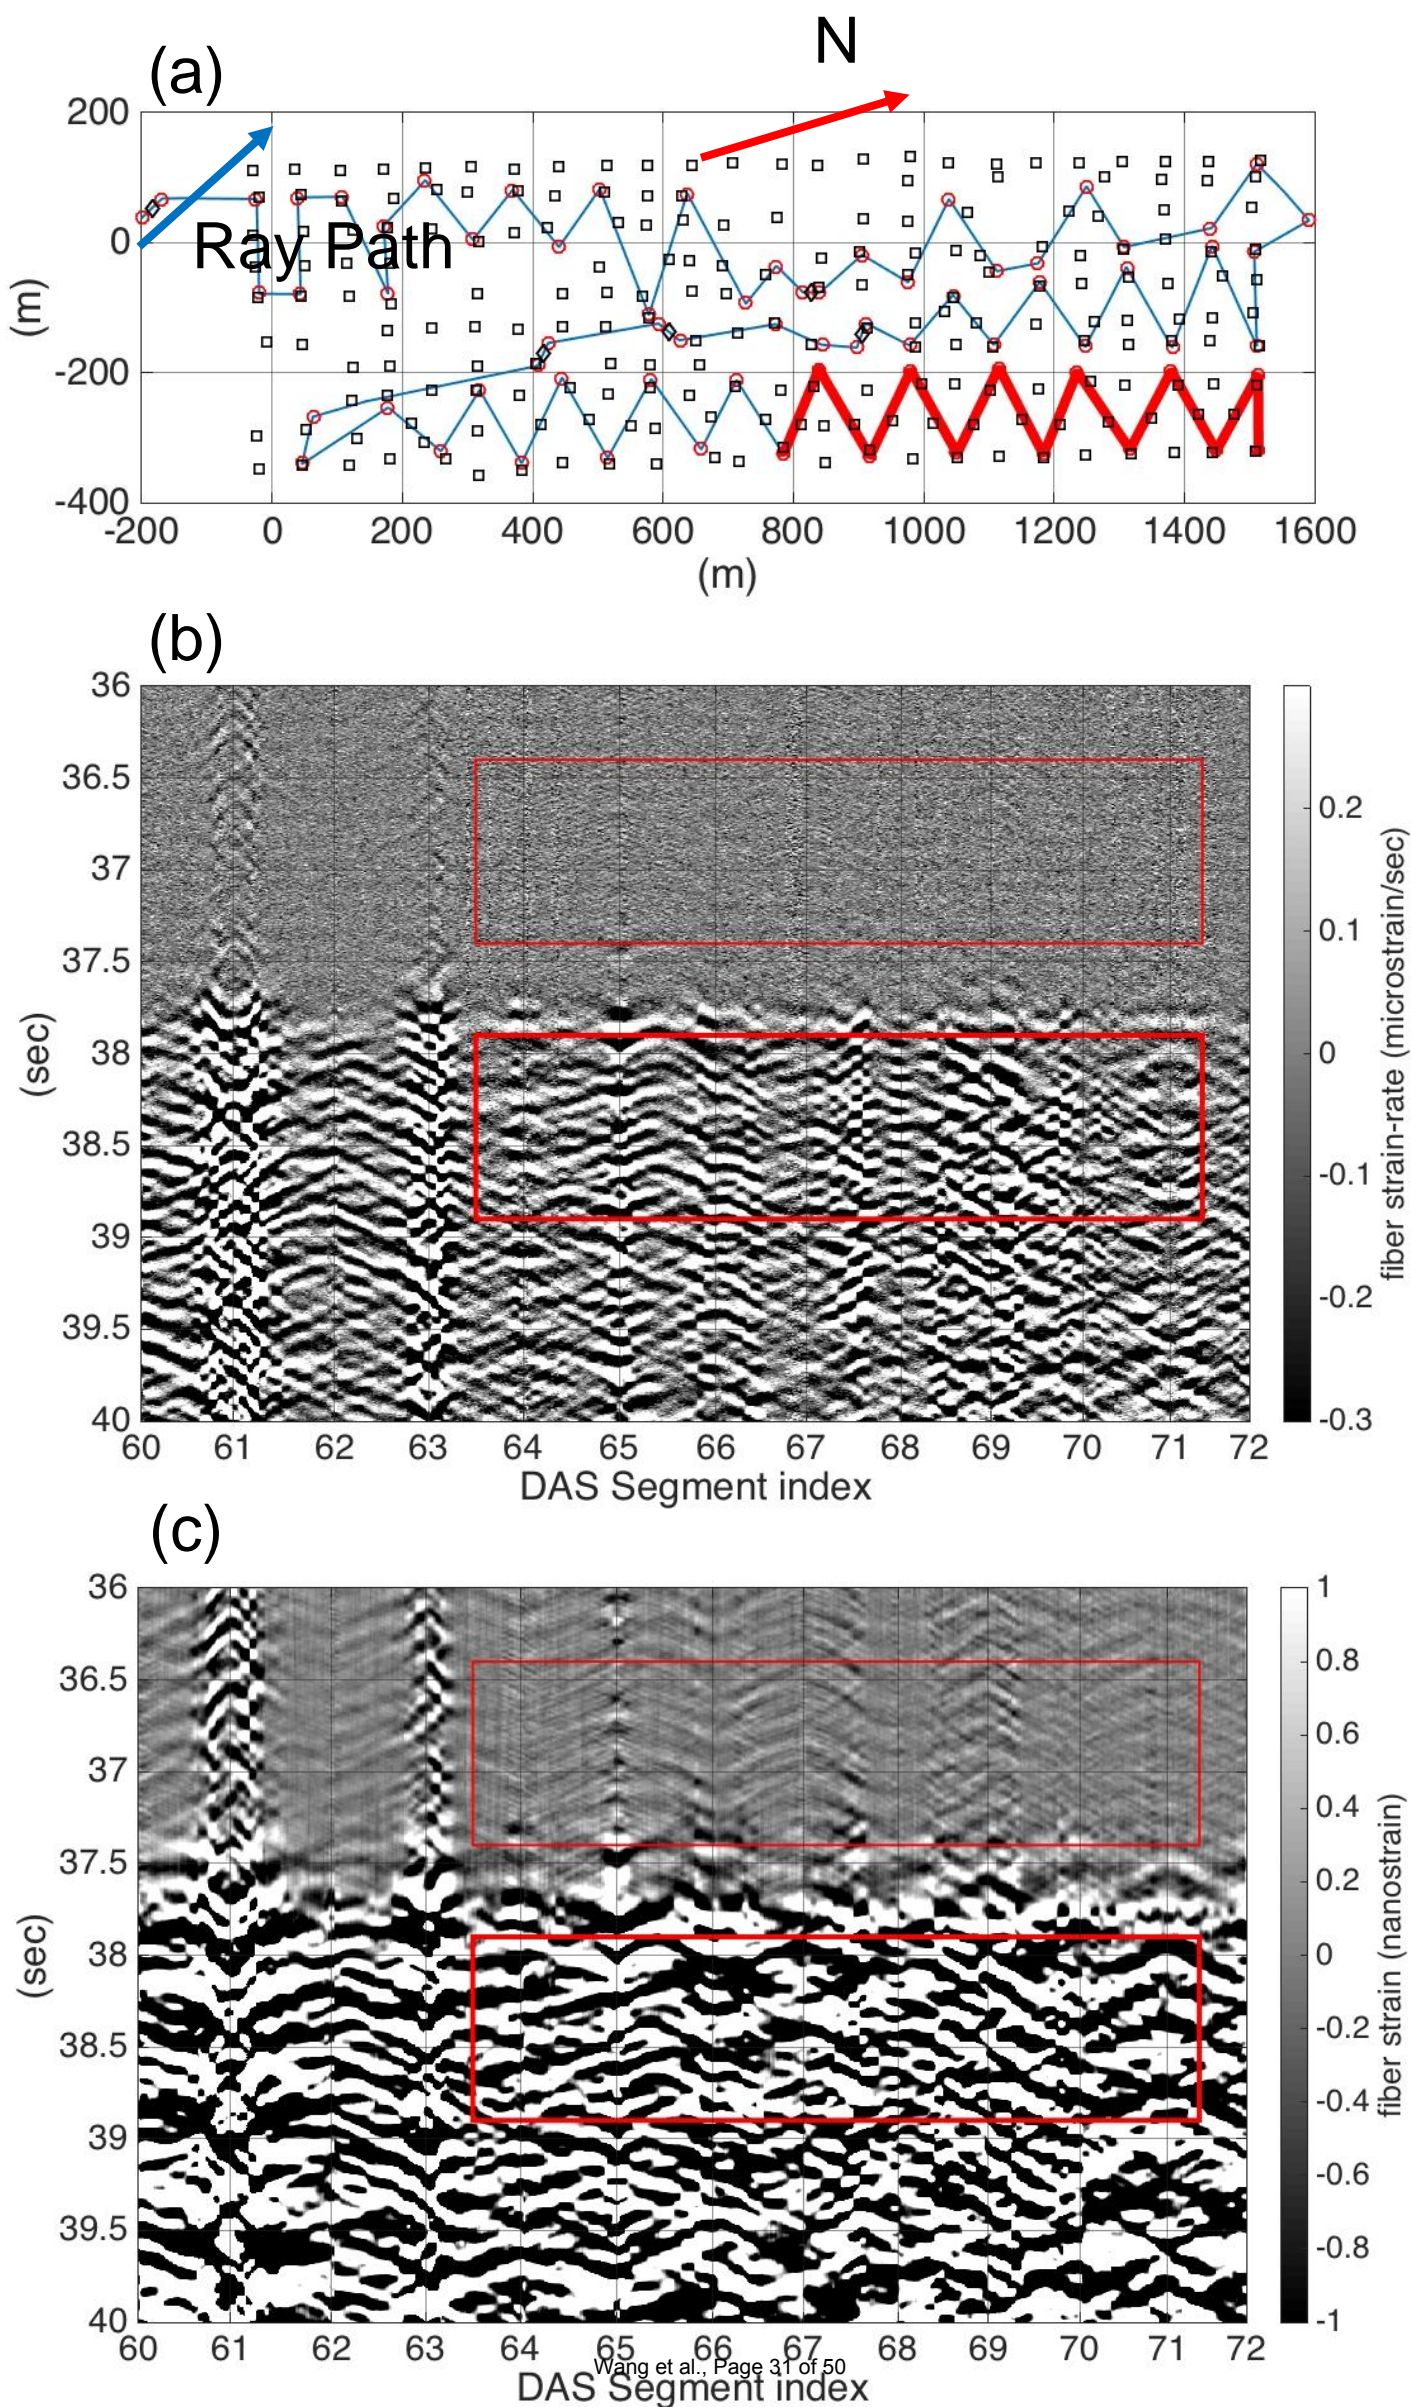 (a)
N
200
0
-200
-400
(m)
Ray Path
-200 0 200 400 600 800 1000 1200 1400 1600
(m)
(b)
36
36.5
37
37.5
38
38.5
39
39.5
40
(sec)
60 61 62 63 64 65 66 67 68 69 70 71 72
DAS Segment index
0.2
0.1
0
-0.1
-0.2
-0.3
fiber strain-rate (microstrain/sec)
(c)
36
36.5
37
37.5
38
38.5
39
39.5
40
(sec)
60 61 62 63 64 65 66 67 68 69 70 71 72
DAS Segment index
1
0.8
0.6
0.4
0.2
0
-0.2
-0.4
-0.6
-0.8
-1
fiber strain (nanostrain)
Wang et al., Page 31 of 50